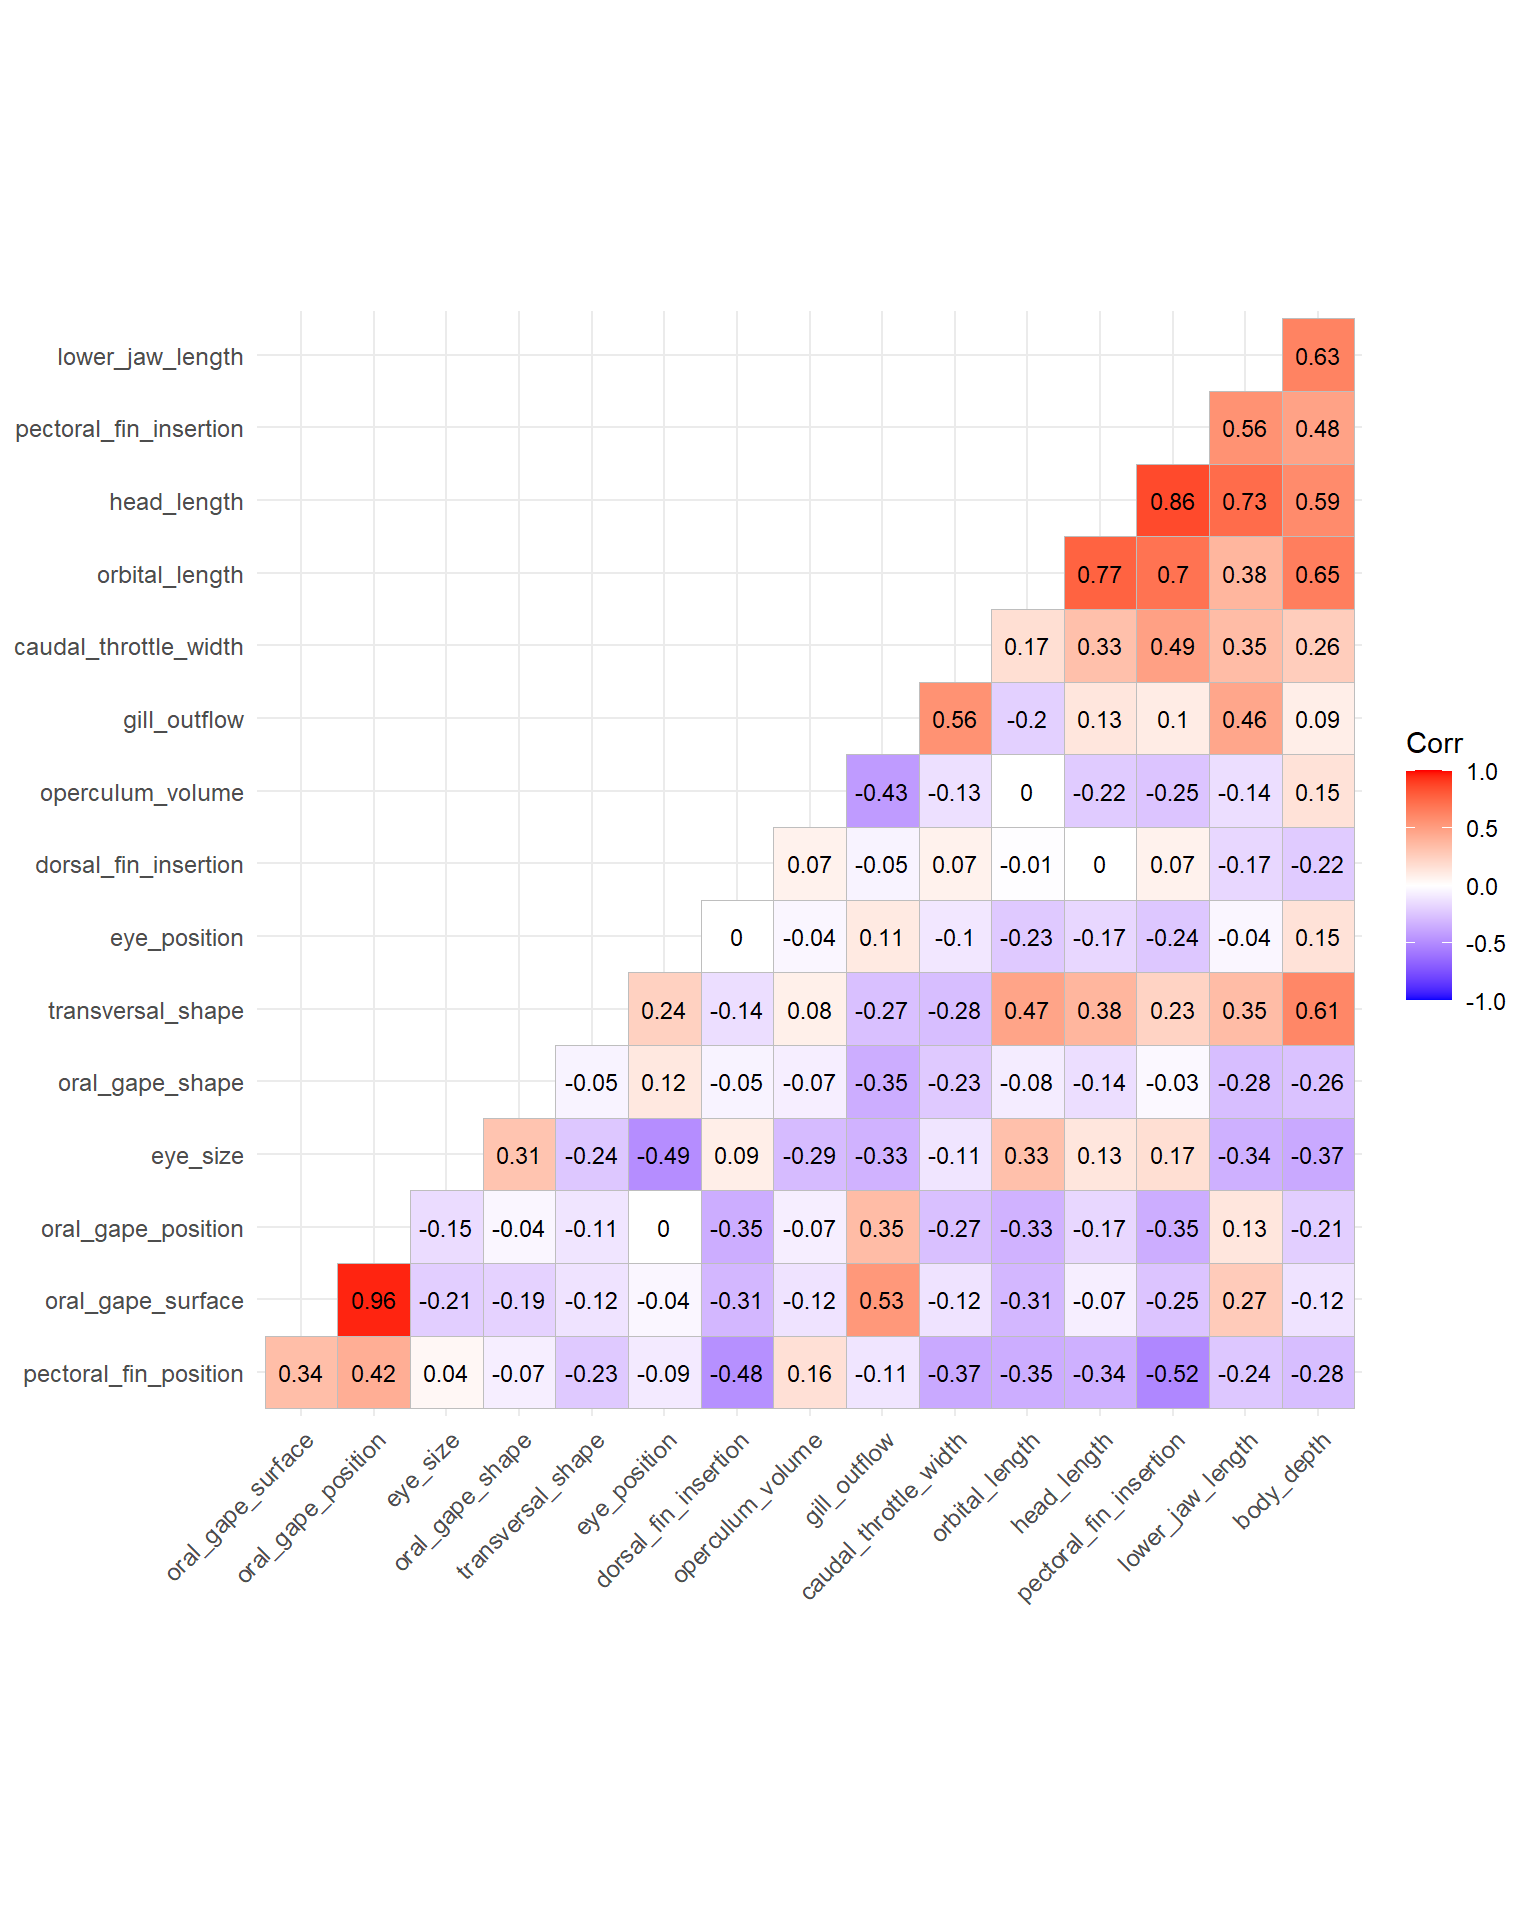 lower_jaw_length 0.63
pectoral_fin_insertion 0.56 0.48
head_length 0.86 0.73 0.59
orbital_length 0.77 0.7 0.38 0.65
caudal_throttle_width 0.17 0.33 0.49 0.35 0.26
gill_outflow 0.56 -0.2 0.13 0.1 0.46 0.09
operculum_volume -0.43 -0.13 0 -0.22 -0.25 -0.14 0.15
dorsal_fin_insertion 0.07 -0.05 0.07 -0.01 0 0.07 -0.17 -0.22
eye_position 0 -0.04 0.11 -0.1 -0.23 -0.17 -0.24 -0.04 0.15
transversal_shape 0.24 -0.14 0.08 -0.27 -0.28 0.47 0.38 0.23 0.35 0.61
oral_gape_shape -0.05 0.12 -0.05 -0.07 -0.35 -0.23 -0.08 -0.14 -0.03 -0.28 -0.26
eye_size 0.31 -0.24 -0.49 0.09 -0.29 -0.33 -0.11 0.33 0.13 0.17 -0.34 -0.37
oral_gape_position -0.15 -0.04 -0.11 0 -0.35 -0.07 0.35 -0.27 -0.33 -0.17 -0.35 0.13 -0.21
oral_gape_surface 0.96 -0.21 -0.19 -0.12 -0.04 -0.31 -0.12 0.53 -0.12 -0.31 -0.07 -0.25 0.27 -0.12
pectoral_fin_position 0.34 0.42 0.04 -0.07 -0.23 -0.09 -0.48 0.16 -0.11 -0.37 -0.35 -0.34 -0.52 -0.24 -0.28
oral_gape_surface
oral_gape_position
eye_size
oral_gape_shape
transversal_shape
eye_position
dorsal_fin_insertion
operculum_volume
gill_outflow
caudal_throttle_width
orbital_length
head_length
pectoral_fin_insertion
lower_jaw_length
body_depth
Corr
1.0
0.5
0.0
-0.5
-1.0